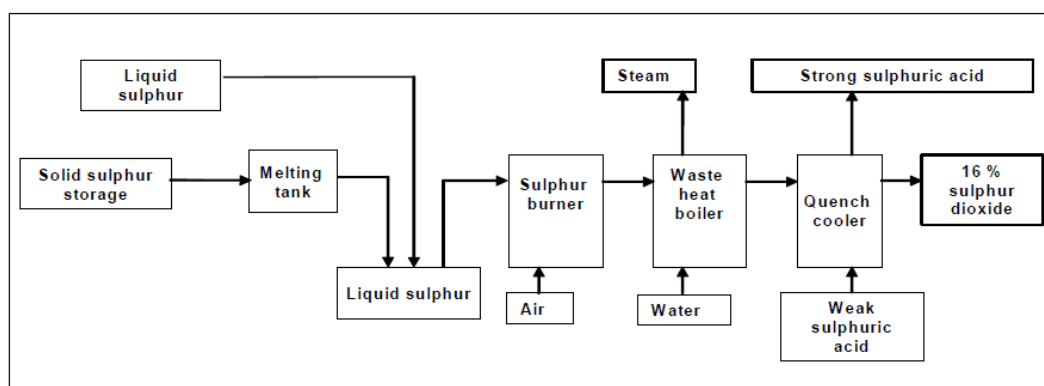 Liquid
sulphur
Steam
Strong sulphuric acid
Solid sulphur
storage
Melting
tank
Sulphur
burner
Waste
heat
boiler
Quench
cooler
16 %
sulphur
dioxide
Liquid sulphur
Air
Water
Weak
sulphuric
acid